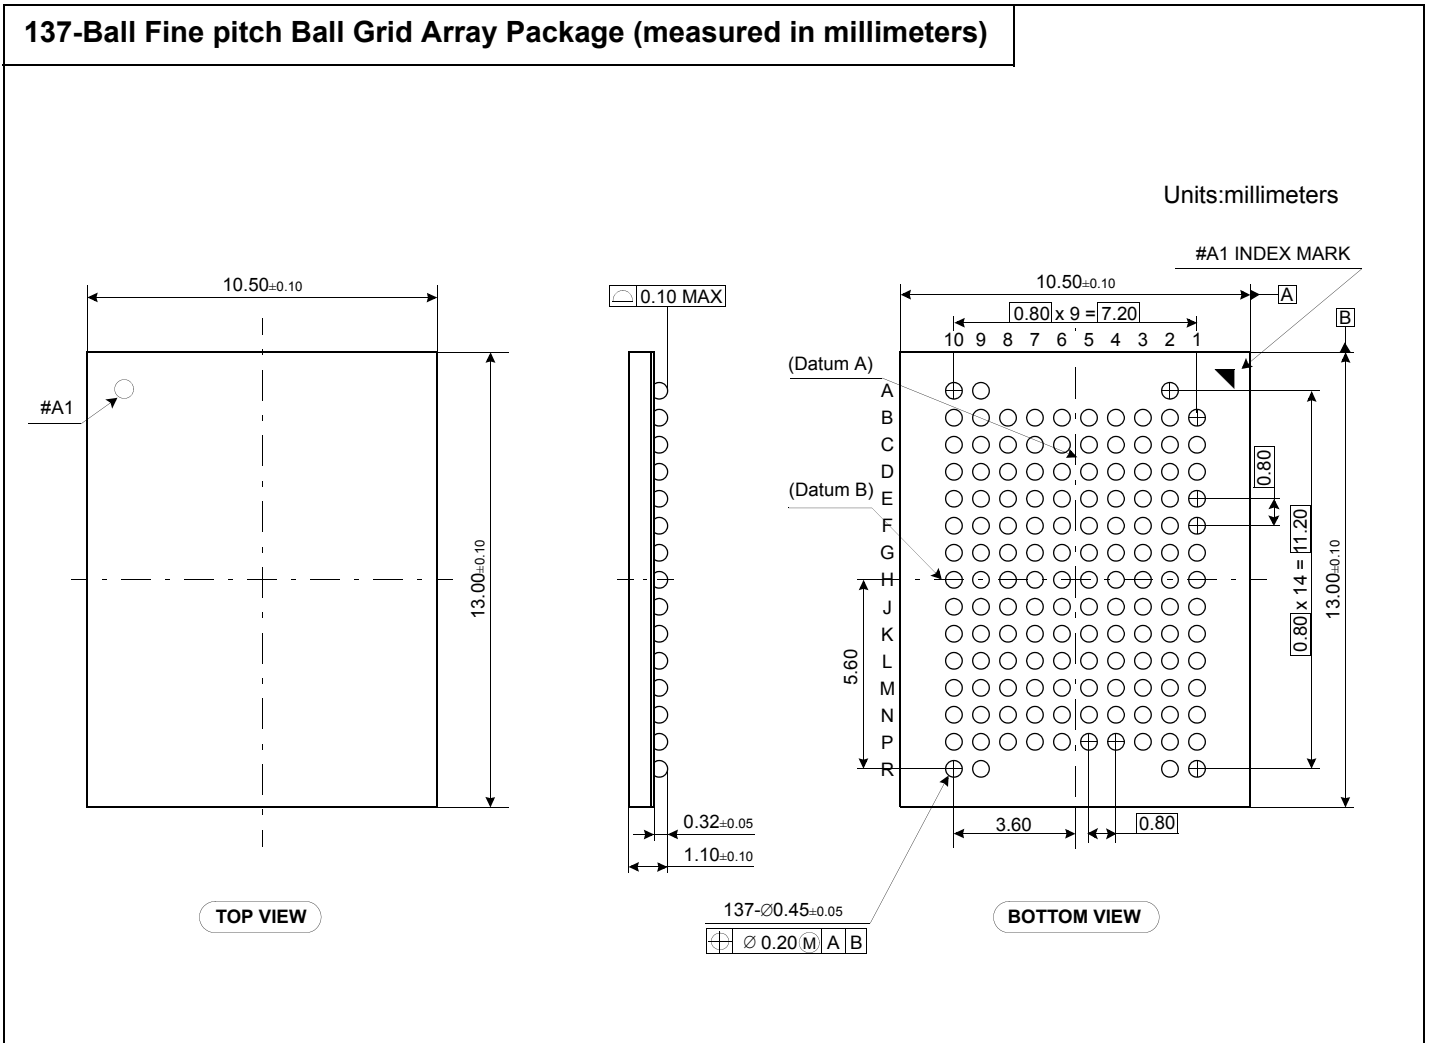 137-Ball Fine pitch Ball Grid Array Package (measured in millimeters)
Units:millimeters
#A1 INDEX MARK
10.50±0.10
0.10 MAX
10.50±0.10
A
0.80 x 9 = 7.20
B
10 9 8 7 6 5 4 3 2 1
(Datum A)
#A1
A
B
C
D
E
F
G
H
J
K
L
M
N
P
R
(Datum B)
0.80
0.80 x 14 = 11.20
13.00±0.10
13.00±0.10
5.60
0.32±0.05
1.10±0.10
3.60
0.80
137-∅0.45±0.05
∅ 0.20 Ⓜ A B
TOP VIEW
BOTTOM VIEW